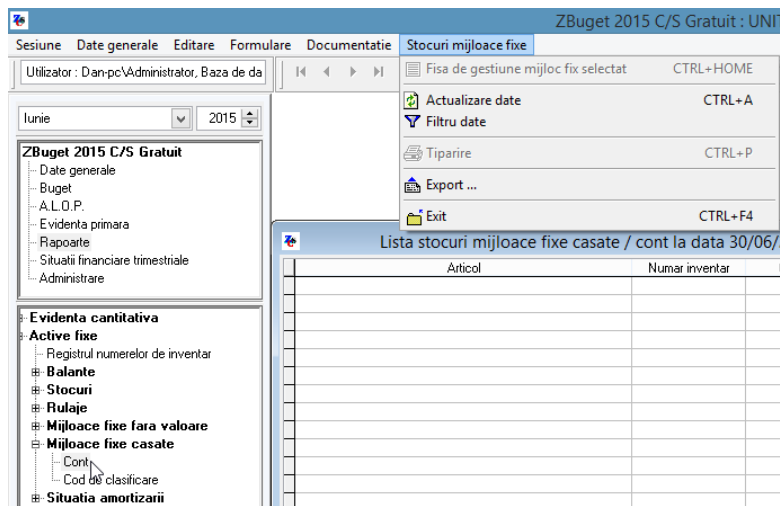 ZBuget 2015 C/S Gratuit : UNIT
Sesiune Date generale Editare Formulare Documentatie Stocuri mijloace fixe
Utilizator : Dan-pc\Administrator, Baza de da
Fisa de gestiune mijloc fix selectat CTRL+HOME
Actualizare date CTRL+A
Filtru date
Tiparire CTRL+P
Export ...
Exit CTRL+F4
Iunie 2015
ZBuget 2015 C/S Gratuit
Date generale
Buget
A.L.O.P.
Evidenta primara
Rapoarte
Situatii financiare trimestriale
Administrare
Lista stocuri mijloace fixe casate / cont la data 30/06/
Articol Numar inventar
Evidenta cantitativa
Active fixe
Registrul numerelor de inventar
Balante
Stocuri
Rulaje
Mijloace fixe fara valoare
Mijloace fixe casate
Cont
Cod de clasificare
Situatia amortizarii